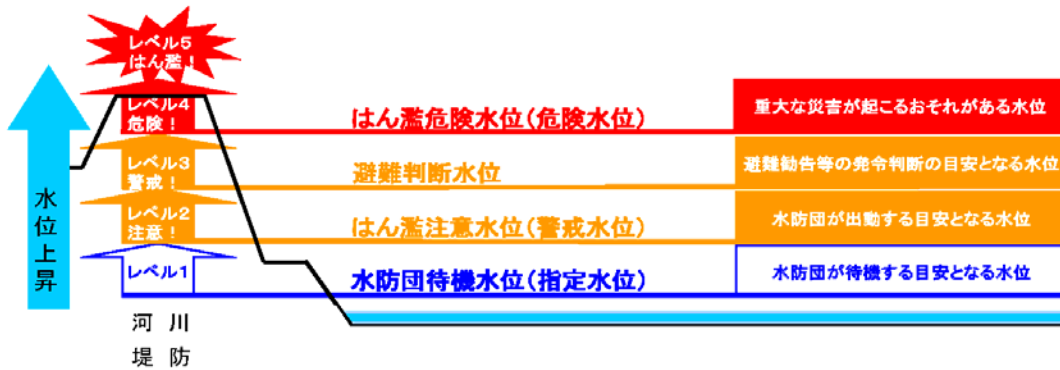 レベル5
はん濫！
レベル4
危険！
はん濫危険水位(危険水位)
重大な災害が起こるおそれがある水位
レベル3
警戒！
避難判断水位
避難勧告等の発令判断の目安となる水位
レベル2
注意！
はん濫注意水位(警戒水位)
水防団が出動する目安となる水位
レベル1
水防団待機水位(指定水位)
水防団が待機する目安となる水位
水位上昇
河川
堤防